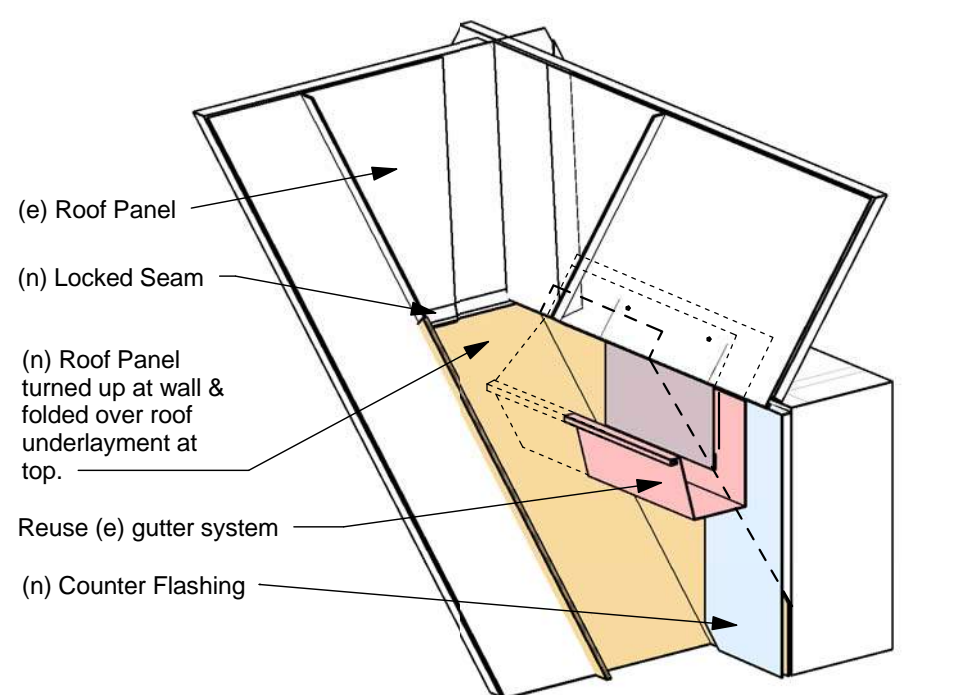 (e) Roof Panel
(n) Locked Seam
(n) Roof Panel
turned up at wall &
folded over roof
underlayment at
top.
Reuse (e) gutter system
(n) Counter Flashing